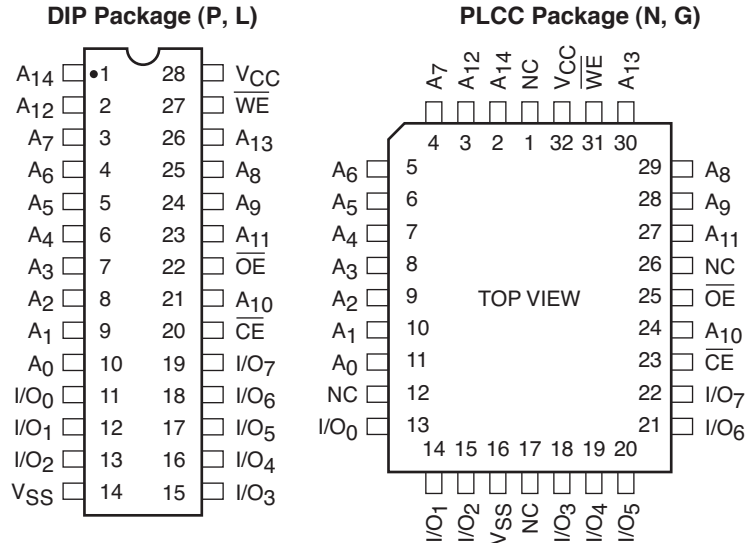 DIP Package (P, L)
A14 1 28 VCC
A12 2 27 WE
A7 3 26 A13
A6 4 25 A8
A5 5 24 A9
A4 6 23 A11
A3 7 22 OE
A2 8 21 A10
A1 9 20 CE
A0 10 19 I/O7
I/O0 11 18 I/O6
I/O1 12 17 I/O5
I/O2 13 16 I/O4
VSS 14 15 I/O3
PLCC Package (N, G)
A7 A12 A14 NC VCC WE A13
4 3 2 1 32 31 30
A6 5 29 A8
A5 6 28 A9
A4 7 27 A11
A3 8 26 NC
A2 9 TOP VIEW 25 OE
A1 10 24 A10
A0 11 23 CE
NC 12 22 I/O7
I/O0 13 21 I/O6
14 15 16 17 18 19 20
I/O1 I/O2 VSS NC I/O3 I/O4 I/O5